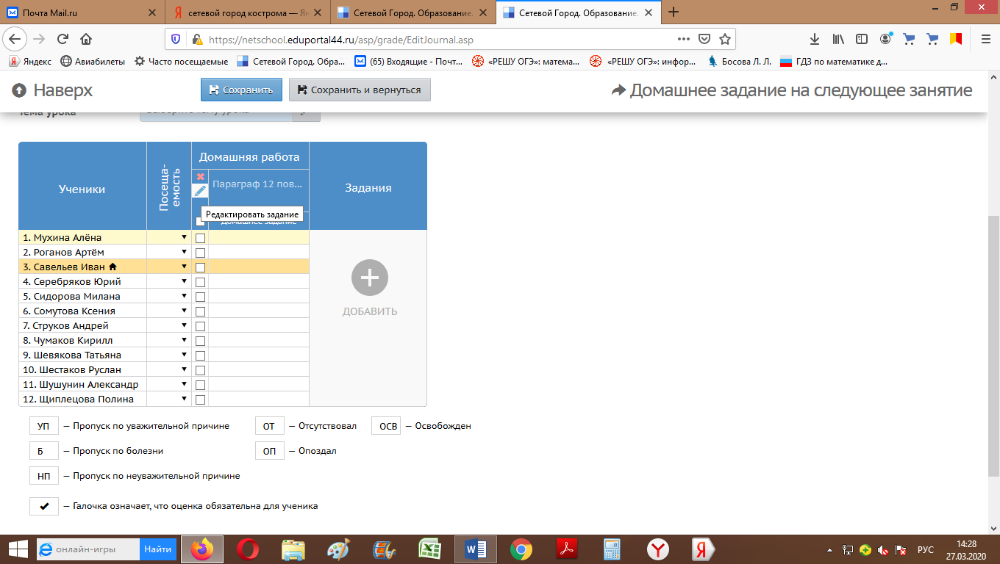 Почта Mail.ru
сетевой город кострома — Ян
Сетевой Город. Образование.
Сетевой Город. Образование.
https://netschool.eduportal44.ru/asp/grade/EditJournal.asp
Яндекс
Авиабилеты
Часто посещаемые
Сетевой Город. Обра...
(65) Входящие - Почт...
«РЕШУ ОГЭ»: матема...
«РЕШУ ОГЭ»: инфор...
Босова Л. Л.
ГДЗ по математике д...
Наверх
Сохранить
Сохранить и вернуться
Домашнее задание на следующее занятие
Тема урока
Выберите тему урока
Ученики
Посеща-
емость
Домашняя работа
Параграф 12 пов...
Задания
Редактировать задание
Домашнее задание
1. Мухина Алёна
2. Роганов Артём
3. Савельев Иван
4. Серебряков Юрий
5. Сидорова Милана
6. Сомутова Ксения
7. Струков Андрей
8. Чумаков Кирилл
9. Шевякова Татьяна
10. Шестаков Руслан
11. Шушунин Александр
12. Щиплецова Полина
ДОБАВИТЬ
УП — Пропуск по уважительной причине
ОТ — Отсутствовал
ОСВ — Освобожден
Б — Пропуск по болезни
ОП — Опоздал
НП — Пропуск по неуважительной причине
— Галочка означает, что оценка обязательна для ученика
онлайн-игры
Найти
РУС
14:28
27.03.2020